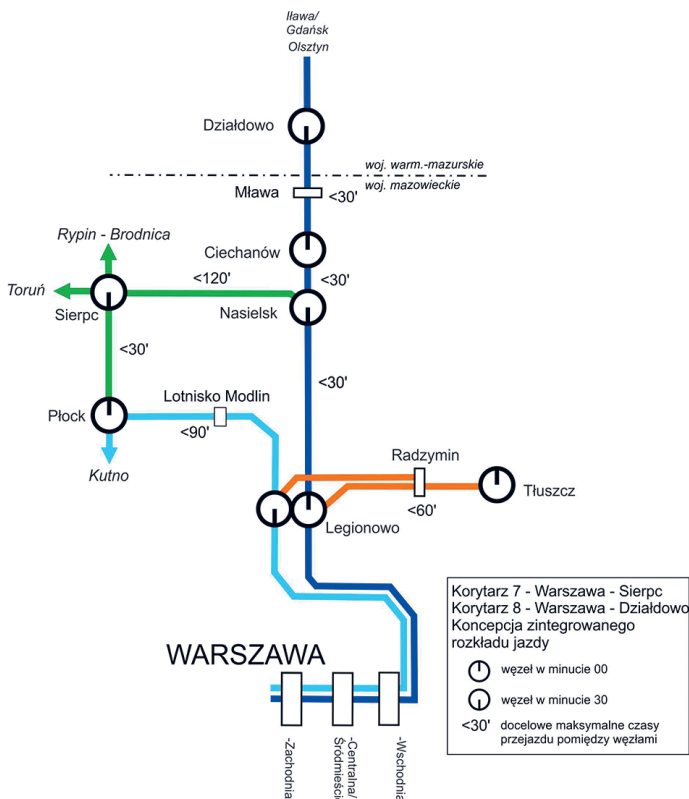 Iława/
Gdańsk
Olsztyn
Działdowo
woj. warm.-mazurskie
woj. mazowieckie
Mława
<30'
Rypin - Brodnica
Ciechanów
<120'
<30'
Toruń
Sierpc
Nasielsk
<30'
<30'
Lotnisko Modlin
Płock
<90'
Radzymin
Kutno
Tłuszcz
<60'
Legionowo
Korytarz 7 - Warszawa - Sierpc
Korytarz 8 - Warszawa - Działdowo
Koncepcja zintegrowanego
rozkładu jazdy
węzeł w minucie 00
węzeł w minucie 30
<30' docelowe maksymalne czasy
przejazdu pomiędzy węzłami
WARSZAWA
-Zachodnia
-Centralna/
Śródmieście
-Wschodnia